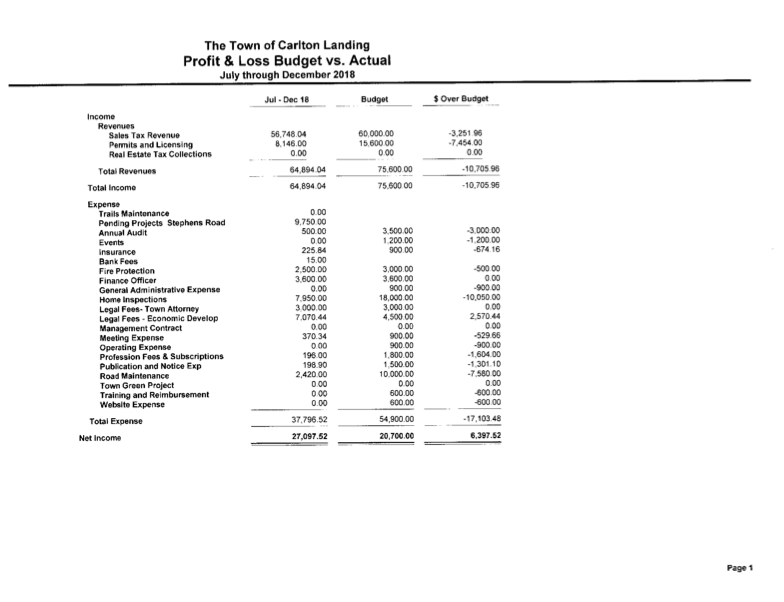 The Town of Carlton Landing
Profit & Loss Budget vs. Actual
July through December 2018
Jul - Dec 18 Budget $ Over Budget
Income
Revenues
Sales Tax Revenue 56,748.04 60,000.00 -3,251.96
Permits and Licensing 8,146.00 15,600.00 -7,454.00
Real Estate Tax Collections 0.00 0.00 0.00
Total Revenues 64,894.04 75,600.00 -10,705.96
Total Income 64,894.04 75,600.00 -10,705.96
Expense
Trails Maintenance 0.00
Pending Projects Stephens Road 9,750.00
Annual Audit 500.00 3,500.00 -3,000.00
Events 0.00 1,200.00 -1,200.00
Insurance 225.84 900.00 -674.16
Bank Fees 15.00
Fire Protection 2,500.00 3,000.00 -500.00
Finance Officer 3,600.00 3,600.00 0.00
General Administrative Expense 0.00 900.00 -900.00
Home Inspections 7,950.00 18,000.00 -10,050.00
Legal Fees- Town Attorney 3,000.00 3,000.00 0.00
Legal Fees - Economic Develop 7,070.44 4,500.00 2,570.44
Management Contract 0.00 0.00 0.00
Meeting Expense 370.34 900.00 -529.66
Operating Expense 0.00 900.00 -900.00
Profession Fees & Subscriptions 196.00 1,800.00 -1,604.00
Publication and Notice Exp 198.90 1,500.00 -1,301.10
Road Maintenance 2,420.00 10,000.00 -7,580.00
Town Green Project 0.00 0.00 0.00
Training and Reimbursement 0.00 600.00 -600.00
Website Expense 0.00 600.00 -600.00
Total Expense 37,796.52 54,900.00 -17,103.48
Net Income 27,097.52 20,700.00 6,397.52
Page 1